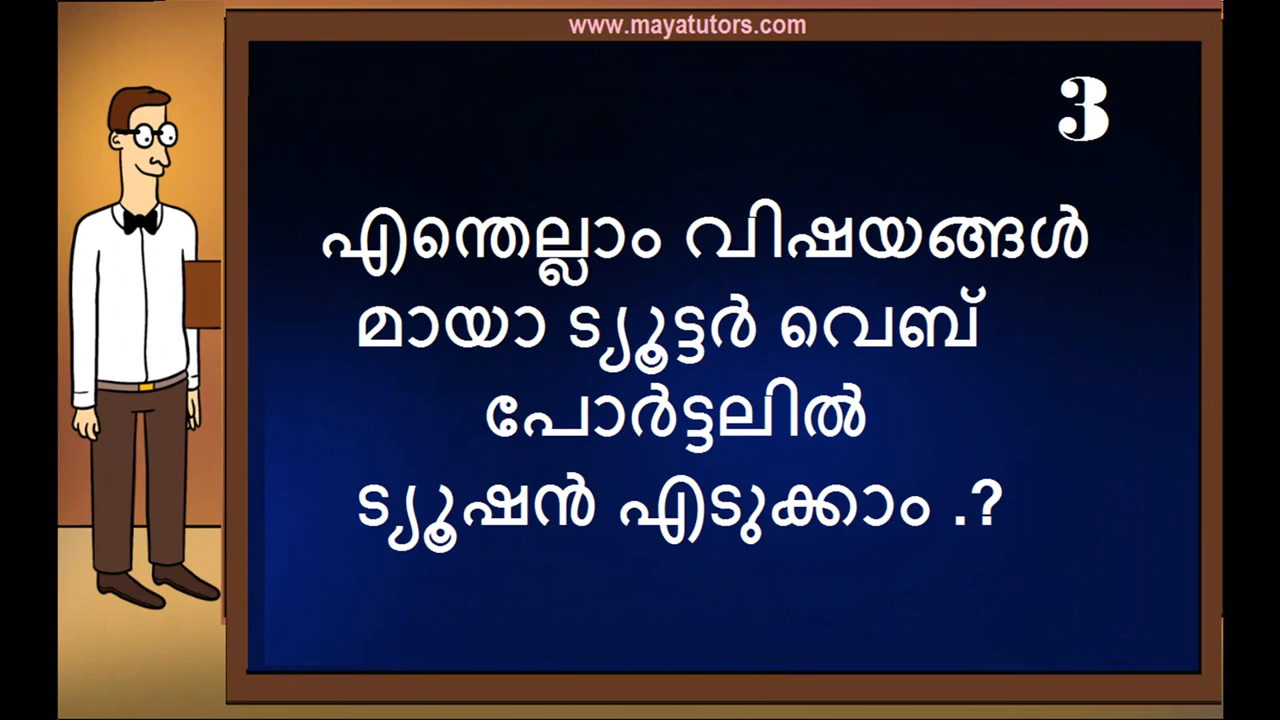 www.mayatutors.com
3
എന്തെല്ലാം വിഷയങ്ങൾ
മായാ ട്യൂട്ടർ വെബ്
പോർട്ടലിൽ
ട്യൂഷൻ എടുക്കാം .?